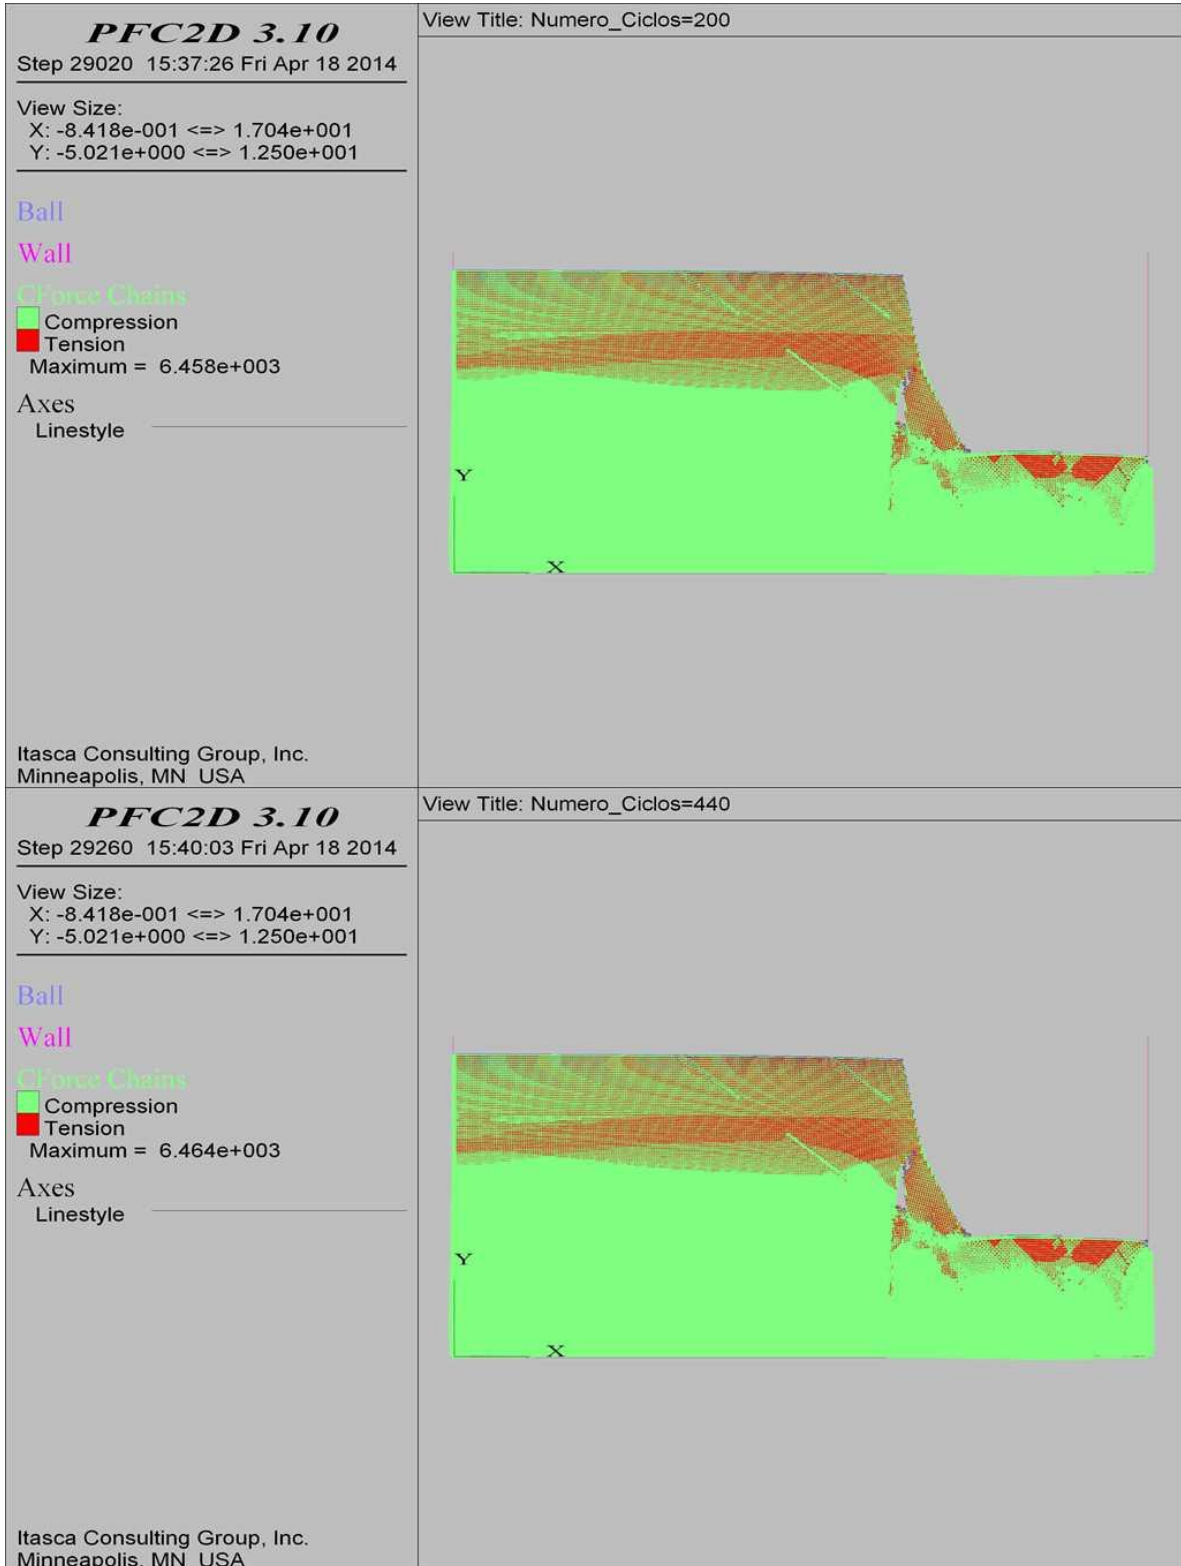 PFC2D 3.10
Step 29020 15:37:26 Fri Apr 18 2014
View Size:
X: -8.418e-001 <=> 1.704e+001
Y: -5.021e+000 <=> 1.250e+001
Ball
Wall
CForce Chains
Compression
Tension
Maximum = 6.458e+003
Axes
Linestyle
Itasca Consulting Group, Inc.
Minneapolis, MN USA
View Title: Numero_Ciclos=200
Y
X
PFC2D 3.10
Step 29260 15:40:03 Fri Apr 18 2014
View Size:
X: -8.418e-001 <=> 1.704e+001
Y: -5.021e+000 <=> 1.250e+001
Ball
Wall
CForce Chains
Compression
Tension
Maximum = 6.464e+003
Axes
Linestyle
Itasca Consulting Group, Inc.
Minneapolis, MN USA
View Title: Numero_Ciclos=440
Y
X